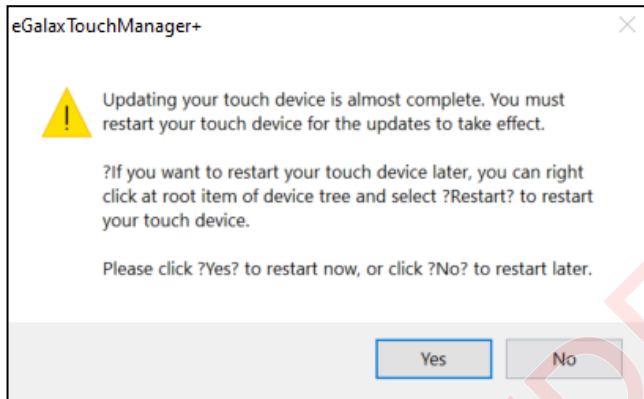 eGalaxTouchManager+
Updating your touch device is almost complete. You must
restart your touch device for the updates to take effect.
?If you want to restart your touch device later, you can right
click at root item of device tree and select ?Restart? to restart
your touch device.
Please click ?Yes? to restart now, or click ?No? to restart later.
Yes
No